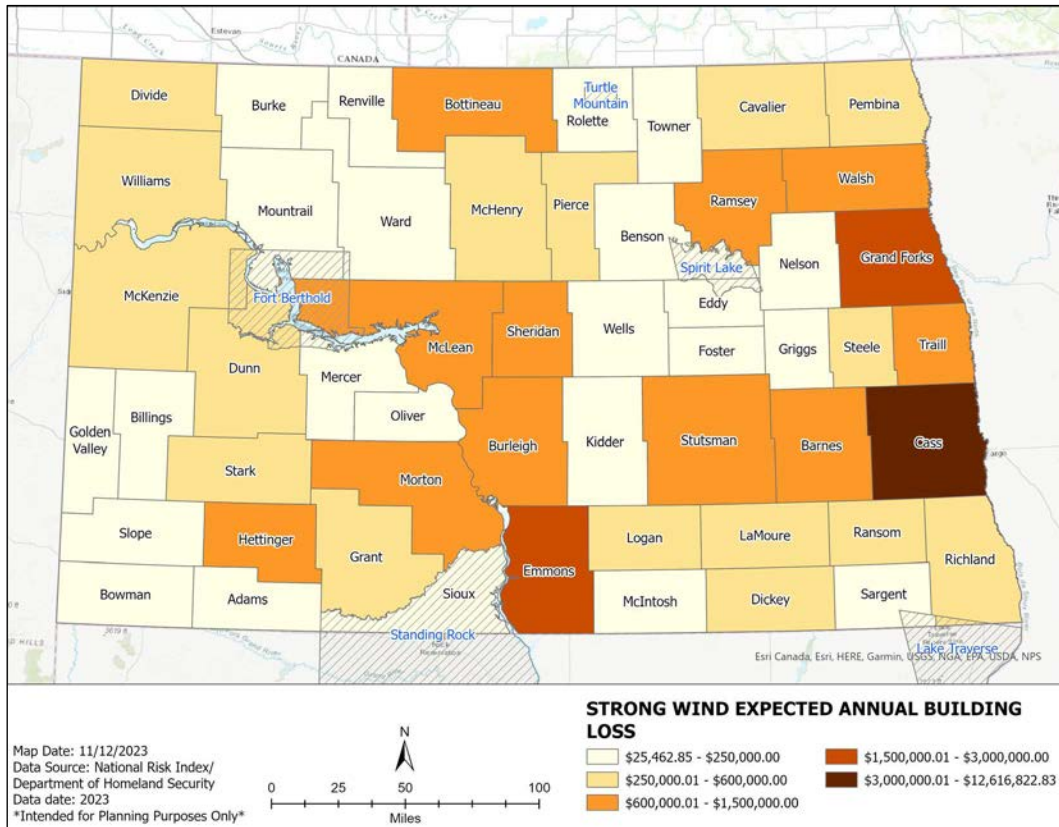 Estevan
CANADA
Divide
Burke
Renville
Bottineau
Turtle
Mountain
Rolette
Towner
Cavalier
Pembina
Williams
Mountrail
Ward
McHenry
Pierce
Benson
Ramsey
Walsh
Spirit Lake
Nelson
Grand Forks
McKenzie
Fort Berthold
McLean
Sheridan
Wells
Eddy
Foster
Griggs
Steele
Traill
Dunn
Mercer
Oliver
Golden
Valley
Billings
Burleigh
Kidder
Stutsman
Barnes
Cass
Stark
Morton
Slope
Hettinger
Grant
Emmons
Logan
LaMoure
Ransom
Richland
Bowman
Adams
Sioux
McIntosh
Dickey
Sargent
Standing Rock
Lake Traverse
Esri Canada, Esri, HERE, Garmin, USGS, NGA, EPA, USDA, NPS
STRONG WIND EXPECTED ANNUAL BUILDING
LOSS
$25,462.85 - $250,000.00
$250,000.01 - $600,000.00
$600,000.01 - $1,500,000.00
$1,500,000.01 - $3,000,000.00
$3,000,000.01 - $12,616,822.83
Map Date: 11/12/2023
Data Source: National Risk Index/
Department of Homeland Security
Data date: 2023
*Intended for Planning Purposes Only*
N
0 25 50 100
Miles